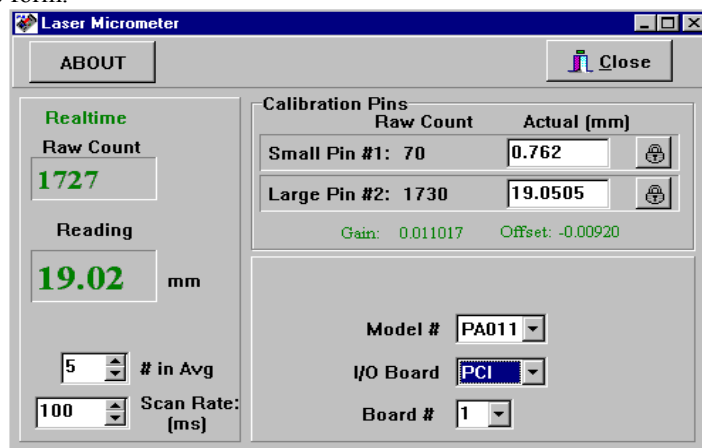 Laser Micrometer
ABOUT
Close
Realtime
Raw Count
1727
Reading
19.02 mm
5 # in Avg
100 Scan Rate:
(ms)
Calibration Pins
Raw Count Actual (mm)
Small Pin #1: 70 0.762
Large Pin #2: 1730 19.0505
Gain: 0.011017 Offset: -0.00920
Model # PA011
I/O Board PCI
Board # 1